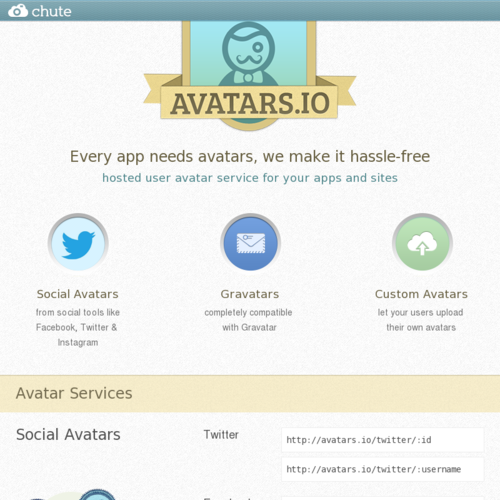 chute
AVATARS.IO
Every app needs avatars, we make it hassle-free
hosted user avatar service for your apps and sites
Social Avatars
from social tools like
Facebook, Twitter &
Instagram
Gravatars
completely compatible
with Gravatar
Custom Avatars
let your users upload
their own avatars
Avatar Services
Social Avatars
Twitter
http://avatars.io/twitter/:id
http://avatars.io/twitter/:username